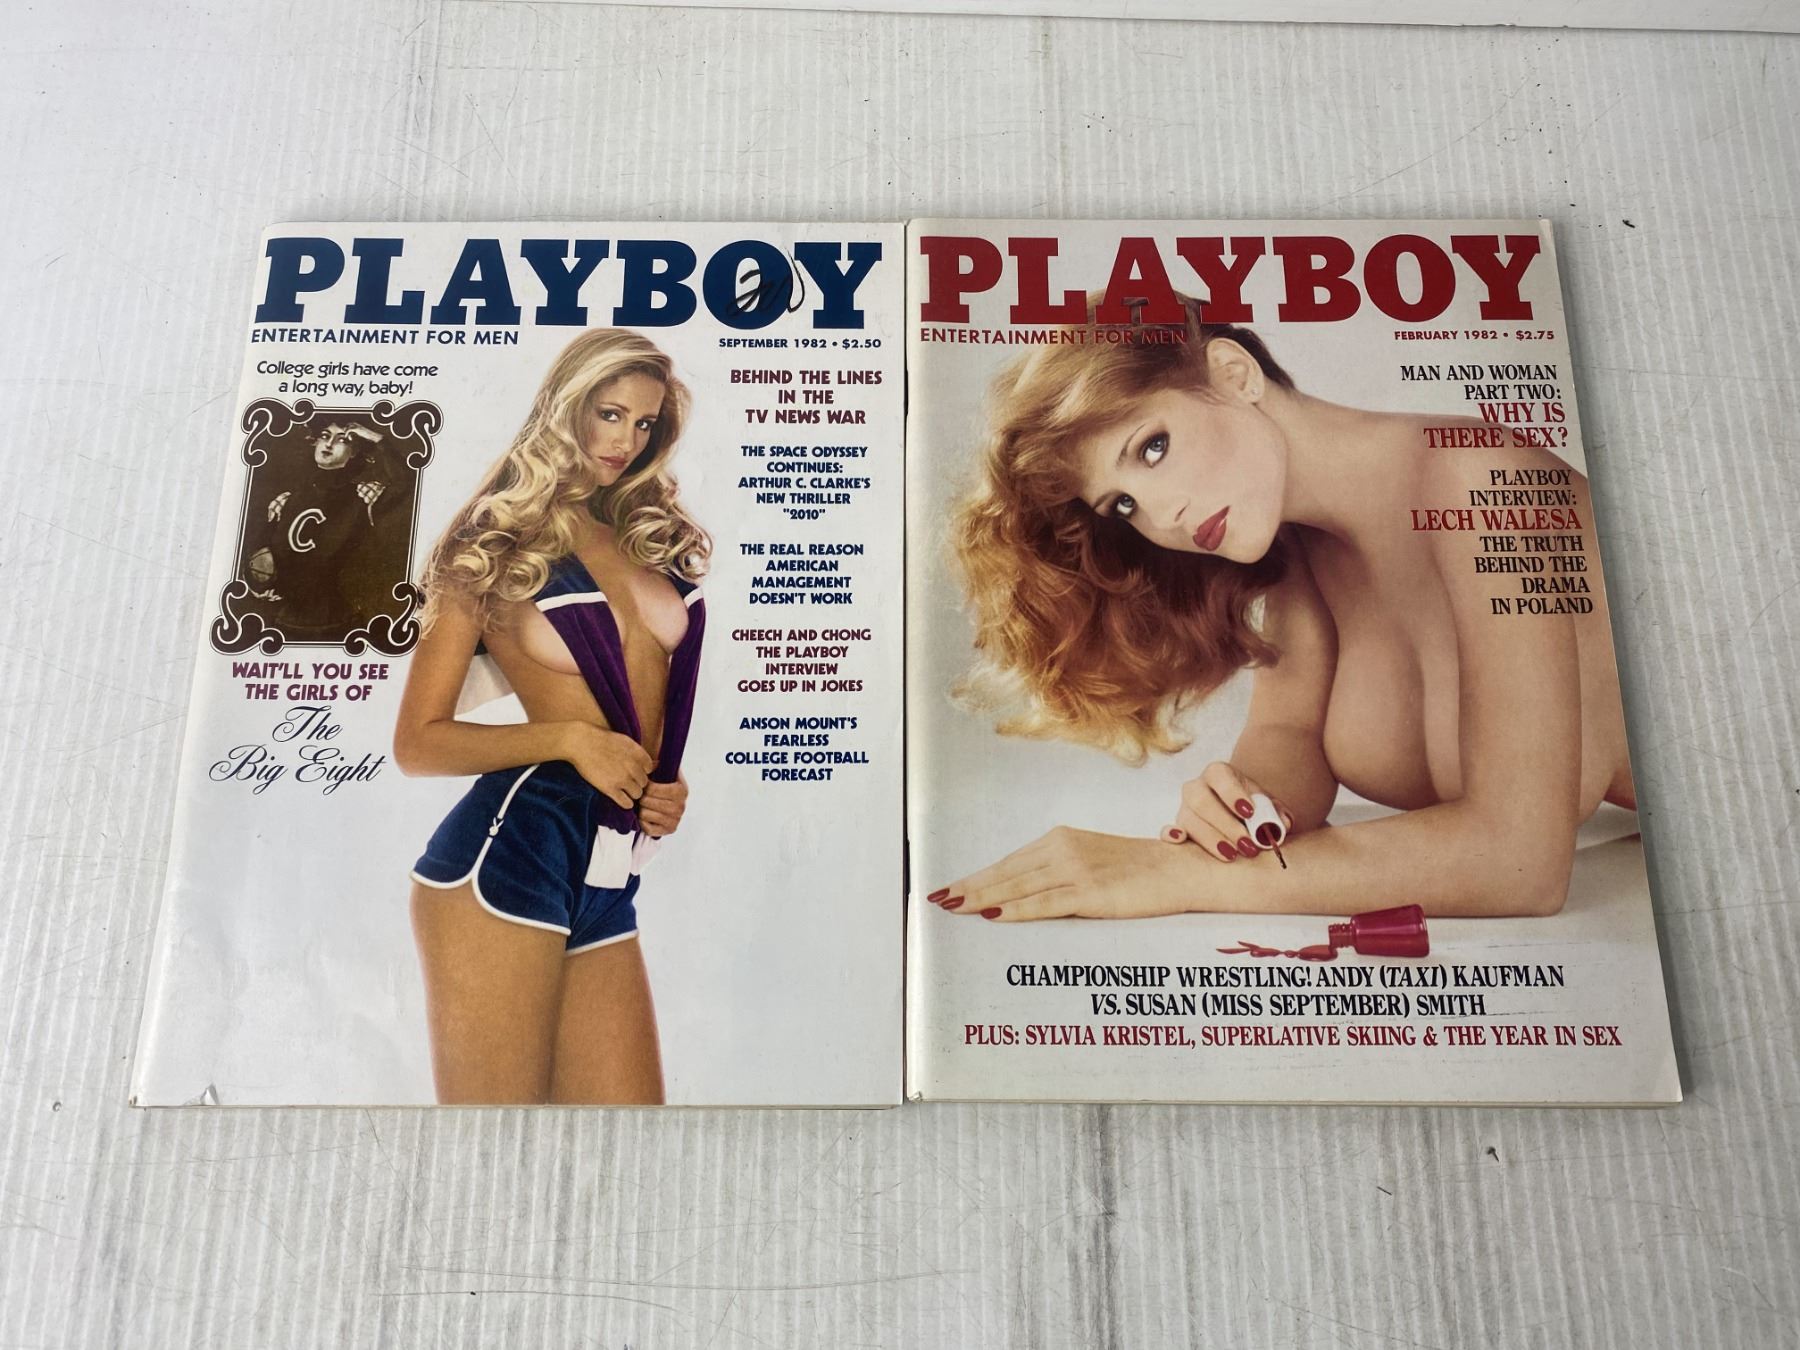 PLAYBOY
ENTERTAINMENT FOR MEN
SEPTEMBER 1982 • $2.50
College girls have come
a long way, baby!
C
WAIT'LL YOU SEE
THE GIRLS OF
The
Big Eight
BEHIND THE LINES
IN THE
TV NEWS WAR
THE SPACE ODYSSEY
CONTINUES:
ARTHUR C. CLARKE'S
NEW THRILLER
"2010"
THE REAL REASON
AMERICAN
MANAGEMENT
DOESN'T WORK
CHEECH AND CHONG
THE PLAYBOY
INTERVIEW
GOES UP IN JOKES
ANSON MOUNT'S
FEARLESS
COLLEGE FOOTBALL
FORECAST
PLAYBOY
ENTERTAINMENT FOR MEN
FEBRUARY 1982 • $2.75
MAN AND WOMAN
PART TWO:
WHY IS
THERE SEX?
PLAYBOY
INTERVIEW:
LECH WALESA
THE TRUTH
BEHIND THE
DRAMA
IN POLAND
CHAMPIONSHIP WRESTLING! ANDY (TAXI) KAUFMAN
VS. SUSAN (MISS SEPTEMBER) SMITH
PLUS: SYLVIA KRISTEL, SUPERLATIVE SKIING & THE YEAR IN SEX